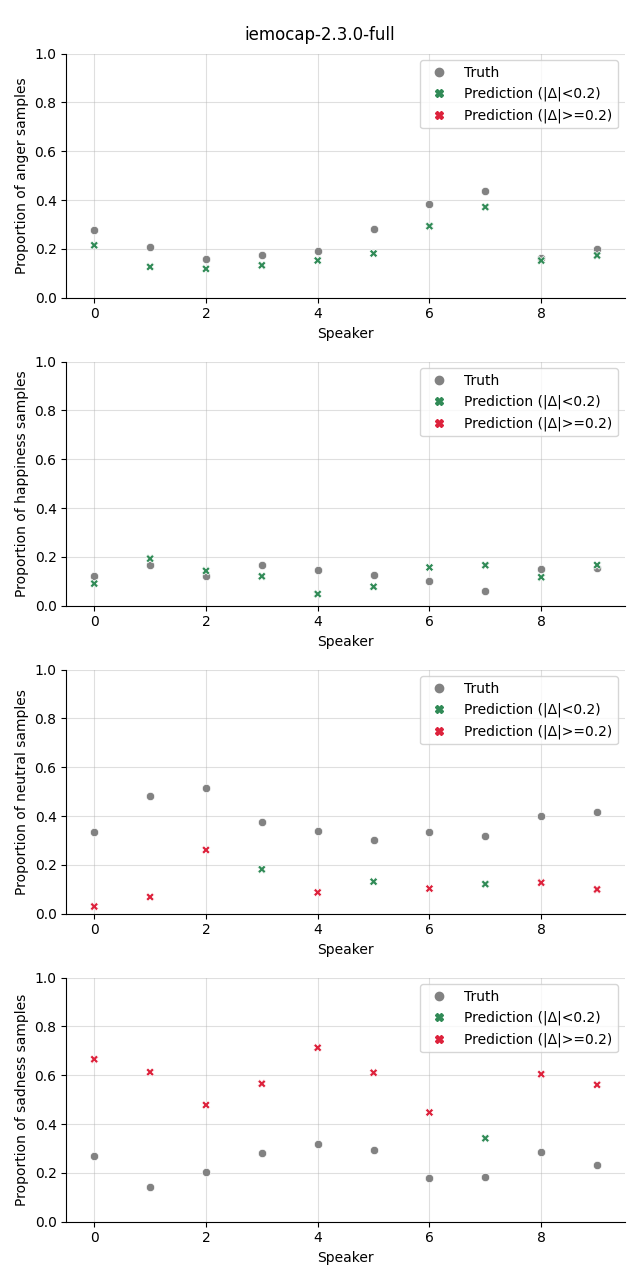 iemocap-2.3.0-full
1.0
0.8
0.6
0.4
0.2
0.0
Proportion of anger samples
Truth
Prediction (|Δ|<0.2)
Prediction (|Δ|>=0.2)
0 2 4 6 8
Speaker
1.0
0.8
0.6
0.4
0.2
0.0
Proportion of happiness samples
Truth
Prediction (|Δ|<0.2)
Prediction (|Δ|>=0.2)
0 2 4 6 8
Speaker
1.0
0.8
0.6
0.4
0.2
0.0
Proportion of neutral samples
Truth
Prediction (|Δ|<0.2)
Prediction (|Δ|>=0.2)
0 2 4 6 8
Speaker
1.0
0.8
0.6
0.4
0.2
0.0
Proportion of sadness samples
Truth
Prediction (|Δ|<0.2)
Prediction (|Δ|>=0.2)
0 2 4 6 8
Speaker